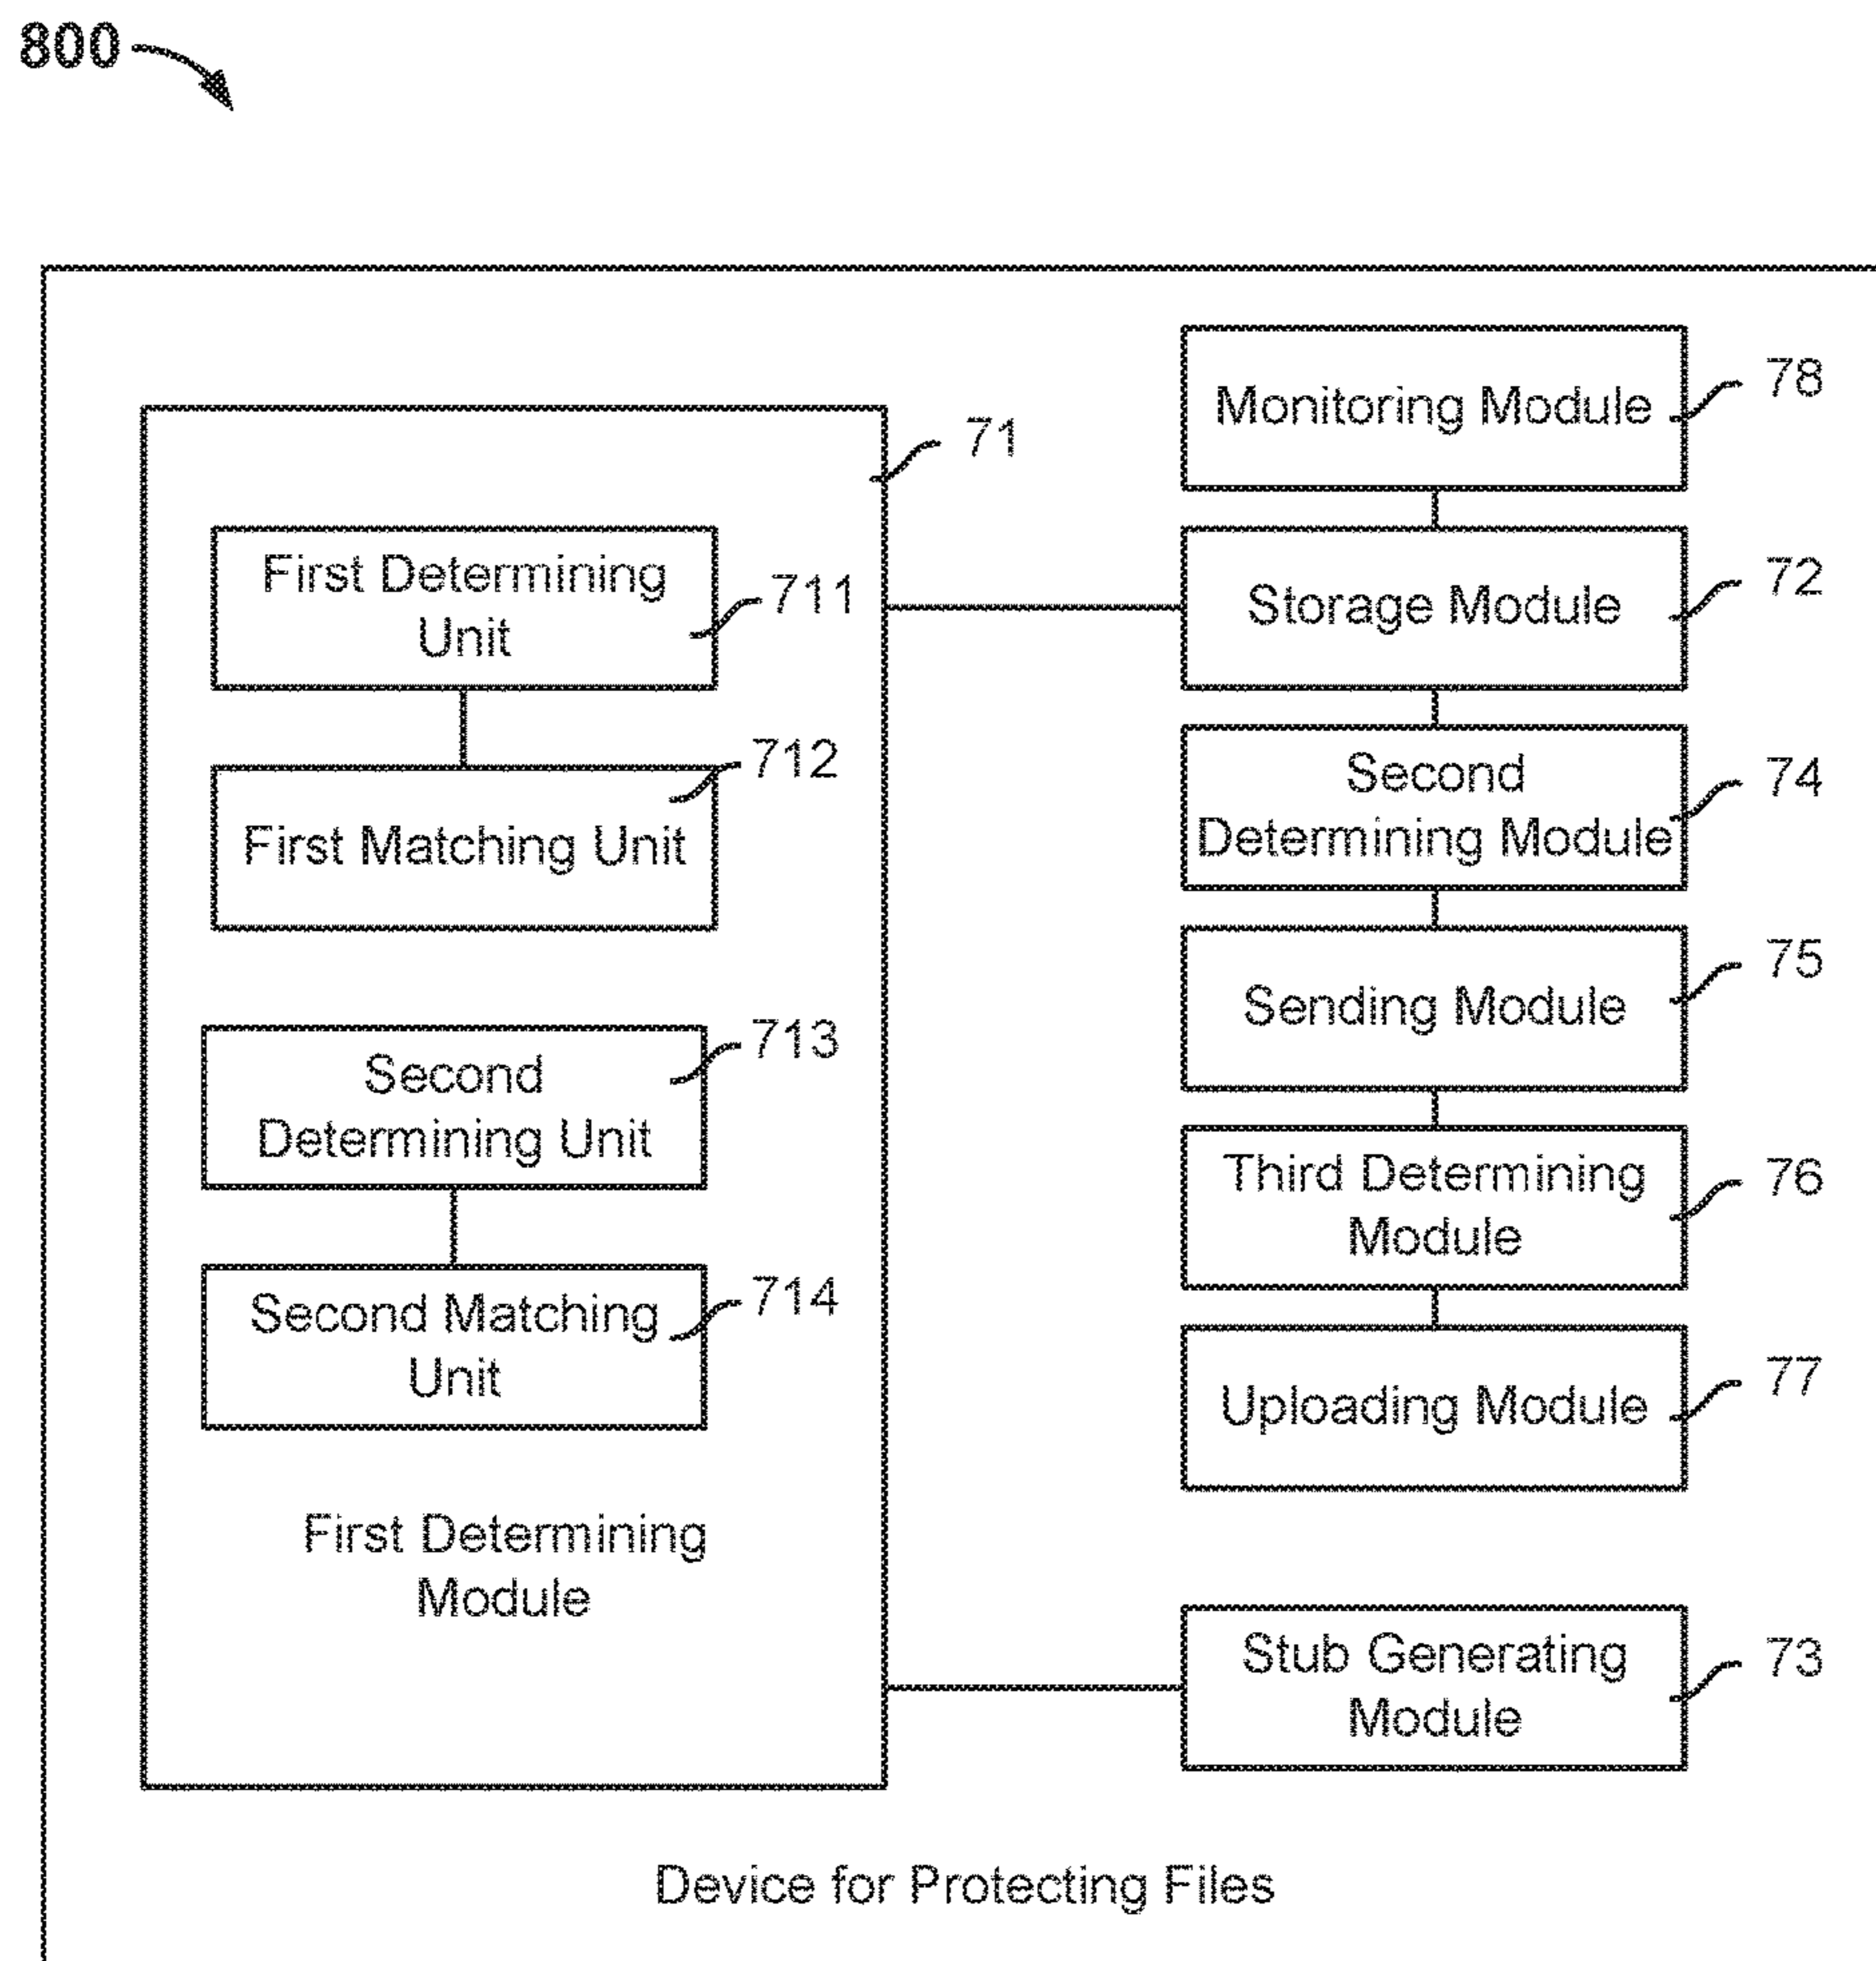 800
71
First Determining
Unit
711
712
First Matching Unit
713
Second
Determining Unit
714
Second Matching
Unit
First Determining
Module
Monitoring Module
78
Storage Module
72
Second
Determining Module
74
Sending Module
75
Third Determining
Module
76
Uploading Module
77
Stub Generating
Module
73
Device for Protecting Files